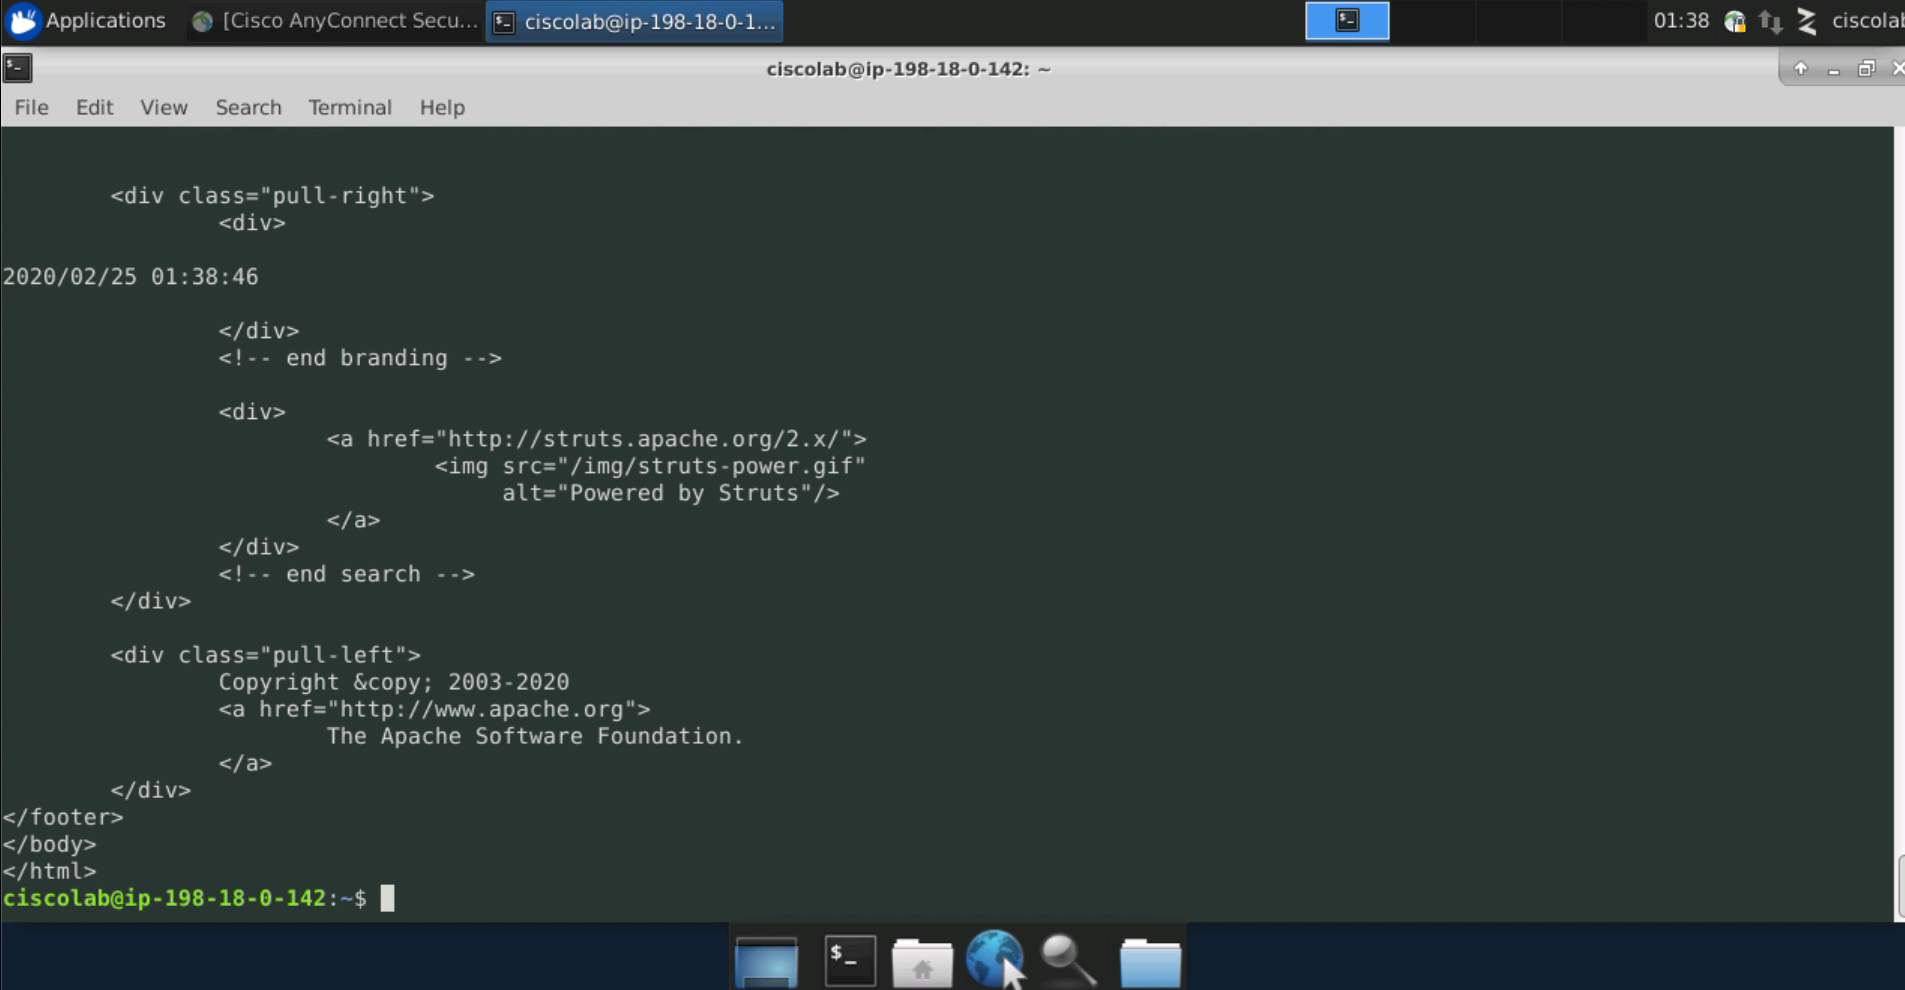 Applications [Cisco AnyConnect Secu... ciscolab@ip-198-18-0-1... 01:38 ciscolab
ciscolab@ip-198-18-0-142: ~
File Edit View Search Terminal Help
<div class="pull-right">
<div>
2020/02/25 01:38:46
</div>
<!-- end branding -->
<div>
<a href="http://struts.apache.org/2.x/">
<img src="/img/struts-power.gif"
alt="Powered by Struts"/>
</a>
</div>
<!-- end search -->
</div>
<div class="pull-left">
Copyright &copy; 2003-2020
<a href="http://www.apache.org">
The Apache Software Foundation.
</a>
</div>
</footer>
</body>
</html>
ciscolab@ip-198-18-0-142:~$